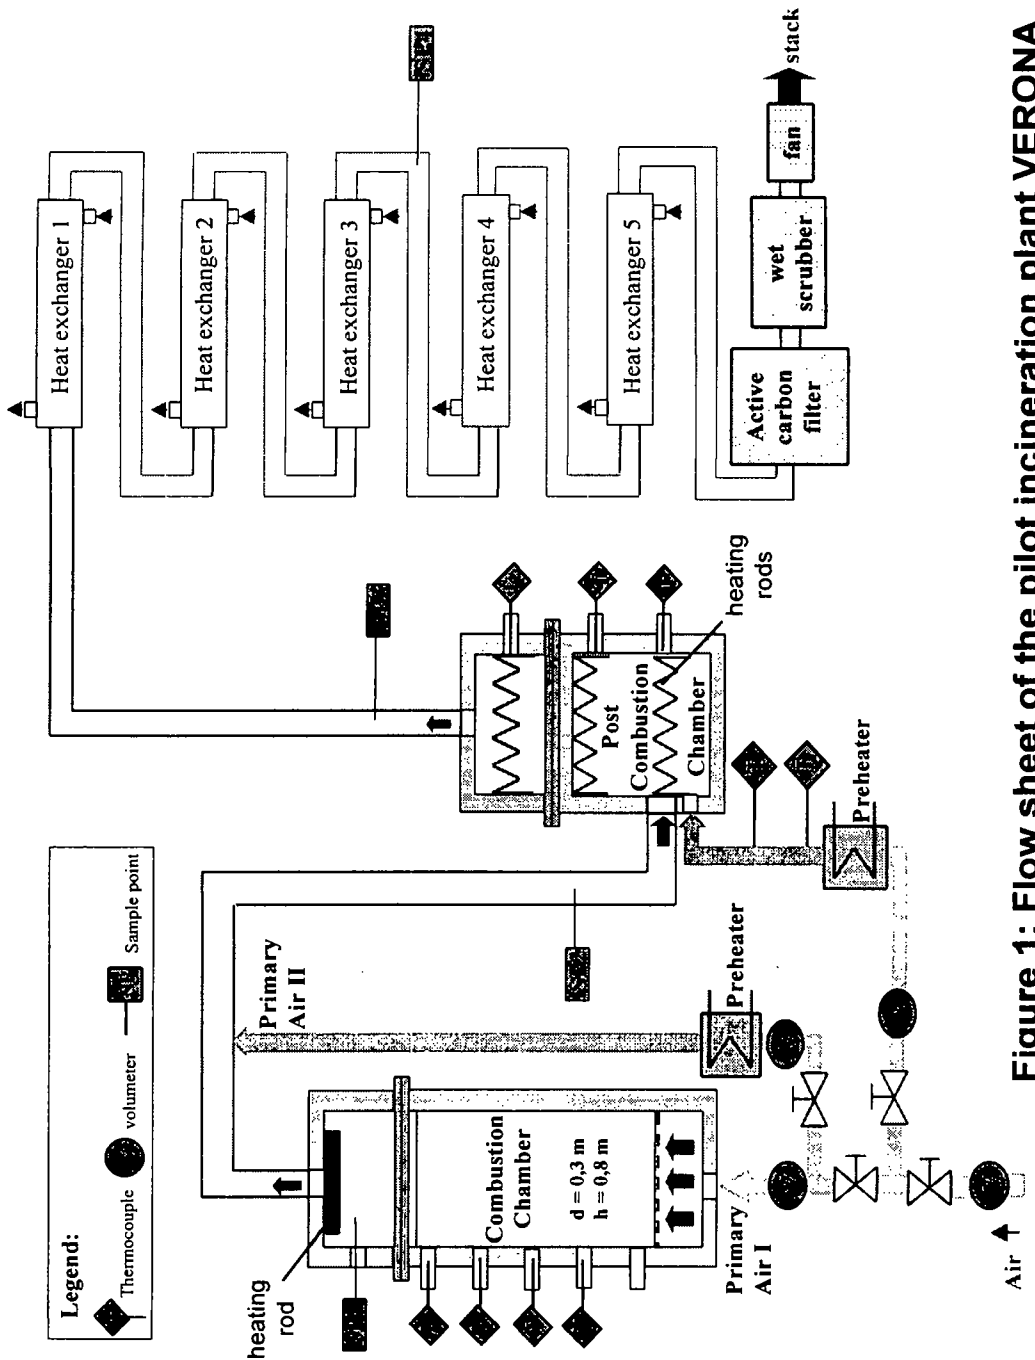 Legend:
Thermocouple
volumeter
Sample point
heating
rod
Combustion
Chamber
d = 0,3 m
h = 0,8 m
Primary
Air I
Air
Primary
Air II
Preheater
Preheater
Post
Combustion
Chamber
heating
rods
Heat exchanger 1
Heat exchanger 2
Heat exchanger 3
Heat exchanger 4
Heat exchanger 5
Active
carbon
filter
wet
scrubber
fan
stack
Figure 1: Flow sheet of the pilot incineration plant VERONA